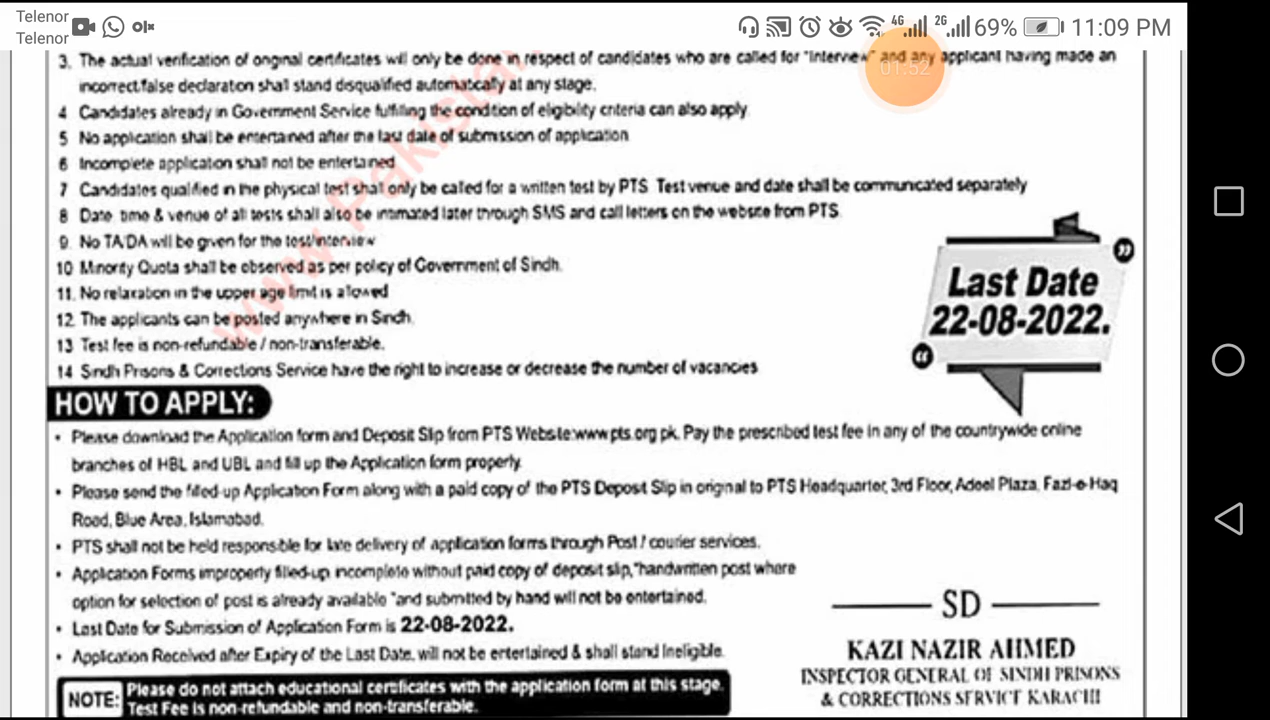 Telenor
Telenor
olx
4G 2G 69% 11:09 PM
01:52
3. The actual verification of original certificates will only be done in respect of candidates who are called for "Interview" and any applicant having made an
incorrect.false declaration shall stand disqualified automatically at any stage.
4 Candidates already in Government Service fulfilling the condition of eligibility criteria can also apply.
5 No application shall be entertained after the last date of submission of application
6 Incomplete application shall not be entertained
7 Candidates qualified in the physical test shall only be called for a written test by PTS. Test venue and date shall be communicated separately
8 Date time & venue of all tests shall also be intimated later through SMS and call letters on the website from PTS.
9. No TA/DA will be given for the test/interview
10 Minority Quota shall be observed as per policy of Government of Sindh.
11. No relaxation in the upper age limit is allowed
12. The applicants can be posted anywhere in Sindh.
13 Test fee is non-refundable / non-transferable.
14 Sindh Prisons & Corrections Service have the right to increase or decrease the number of vacancies
www.Pakistan
Last Date
22-08-2022.
HOW TO APPLY:
• Please download the Application form and Deposit Slip from PTS Website:www.pts.org.pk. Pay the prescribed test fee in any of the countrywide online
branches of HBL and UBL and fill up the Application form properly.
• Please send the filled-up Application Form along with a paid copy of the PTS Deposit Slip in original to PTS Headquarter, 3rd Floor, Adeel Plaza, Fazl-e-Haq
Road, Blue Area, Islamabad.
• PTS shall not be held responsible for late delivery of application forms through Post / courier services.
• Application Forms improperly filled-up, incomplete without paid copy of deposit slip,"handwritten post where
option for selection of post is already available "and submitted by hand will not be entertained.
• Last Date for Submission of Application Form is 22-08-2022.
• Application Received after Expiry of the Last Date, will not be entertained & shall stand Ineligible.
NOTE: Please do not attach educational certificates with the application form at this stage.
Test Fee is non-refundable and non-transferable.
SD
KAZI NAZIR AHMED
INSPECTOR GENERAL OF SINDH PRISONS
& CORRECTIONS SERVICE KARACHI